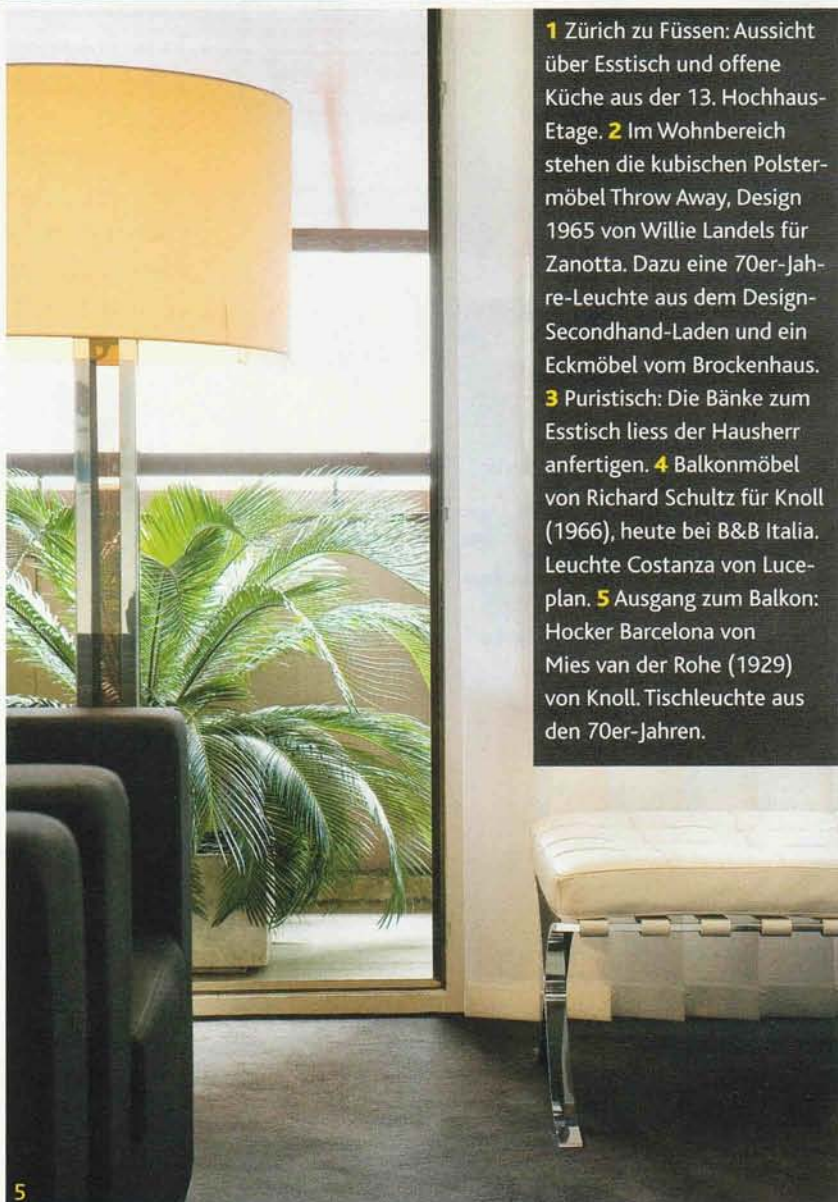 1 Zürich zu Füssen: Aussicht
über Esstisch und offene
Küche aus der 13. Hochhaus-
Etage. 2 Im Wohnbereich
stehen die kubischen Polster-
möbel Throw Away, Design
1965 von Willie Landels für
Zanotta. Dazu eine 70er-Jah-
re-Leuchte aus dem Design-
Secondhand-Laden und ein
Eckmöbel vom Brockenhaus.
3 Puristisch: Die Bänke zum
Esstisch liess der Hausherr
anfertigen. 4 Balkonmöbel
von Richard Schultz für Knoll
(1966), heute bei B&B Italia.
Leuchte Costanza von Luce-
plan. 5 Ausgang zum Balkon:
Hocker Barcelona von
Mies van der Rohe (1929)
von Knoll. Tischleuchte aus
den 70er-Jahren.
5